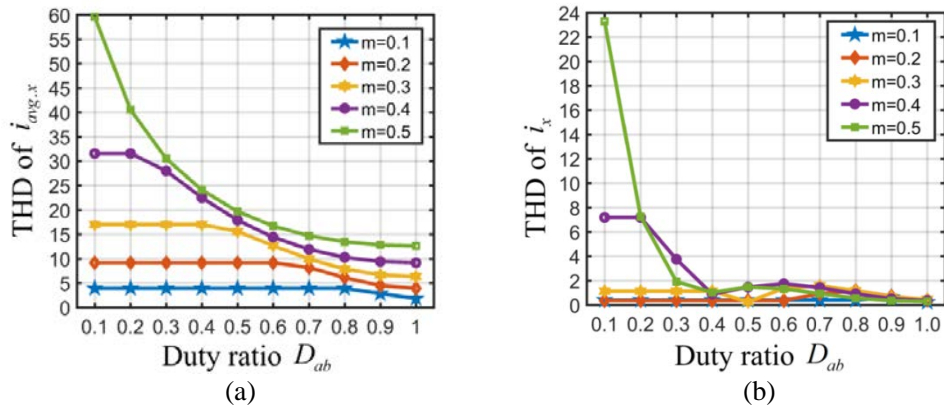 THD of i_avg.x
60
55
50
45
40
35
30
25
20
15
10
5
0
m=0.1
m=0.2
m=0.3
m=0.4
m=0.5
0.1 0.2 0.3 0.4 0.5 0.6 0.7 0.8 0.9 1
Duty ratio D_ab
(a)
THD of i_x
24
22
20
18
16
14
12
10
8
6
4
2
0
m=0.1
m=0.2
m=0.3
m=0.4
m=0.5
0.1 0.2 0.3 0.4 0.5 0.6 0.7 0.8 0.9 1.0
Duty ratio D_ab
(b)